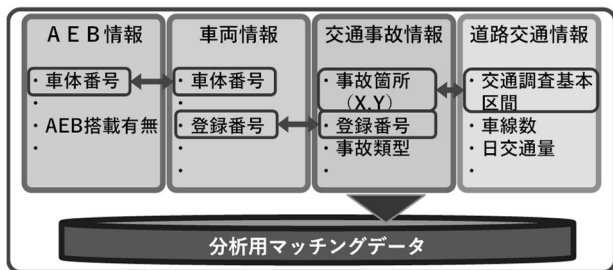 ＡＥＢ情報
・車体番号
・
・AEB搭載有無
・
車両情報
・車体番号
・
・登録番号
・
交通事故情報
・事故箇所
（X,Y）
・登録番号
・事故類型
・
道路交通情報
・交通調査基本
区間
・車線数
・日交通量
・
分析用マッチングデータ